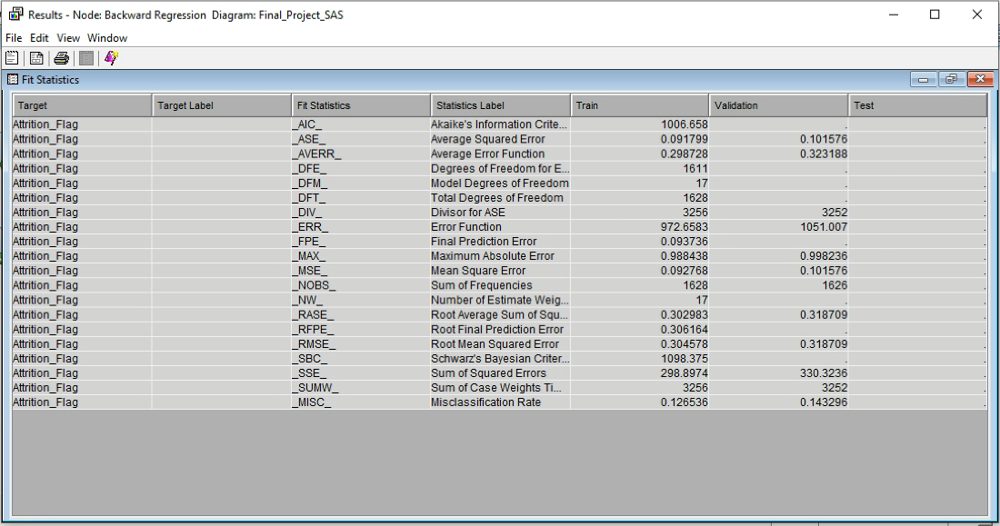 Results - Node: Backward Regression Diagram: Final_Project_SAS
File Edit View Window
Fit Statistics
Target Target Label Fit Statistics Statistics Label Train Validation Test
Attrition_Flag _AIC_ Akaike's Information Crite... 1006.658 . .
Attrition_Flag _ASE_ Average Squared Error 0.091799 0.101576 .
Attrition_Flag _AVERR_ Average Error Function 0.298728 0.323188 .
Attrition_Flag _DFE_ Degrees of Freedom for E... 1611 . .
Attrition_Flag _DFM_ Model Degrees of Freedom 17 . .
Attrition_Flag _DFT_ Total Degrees of Freedom 1628 . .
Attrition_Flag _DIV_ Divisor for ASE 3256 3252 .
Attrition_Flag _ERR_ Error Function 972.6583 1051.007 .
Attrition_Flag _FPE_ Final Prediction Error 0.093736 . .
Attrition_Flag _MAX_ Maximum Absolute Error 0.988438 0.998236 .
Attrition_Flag _MSE_ Mean Square Error 0.092768 0.101576 .
Attrition_Flag _NOBS_ Sum of Frequencies 1628 1626 .
Attrition_Flag _NW_ Number of Estimate Weig... 17 . .
Attrition_Flag _RASE_ Root Average Sum of Squ... 0.302983 0.318709 .
Attrition_Flag _RFPE_ Root Final Prediction Error 0.306164 . .
Attrition_Flag _RMSE_ Root Mean Squared Error 0.304578 0.318709 .
Attrition_Flag _SBC_ Schwarz's Bayesian Criter... 1098.375 . .
Attrition_Flag _SSE_ Sum of Squared Errors 298.8974 330.3236 .
Attrition_Flag _SUMW_ Sum of Case Weights Ti... 3256 3252 .
Attrition_Flag _MISC_ Misclassification Rate 0.126536 0.143296 .